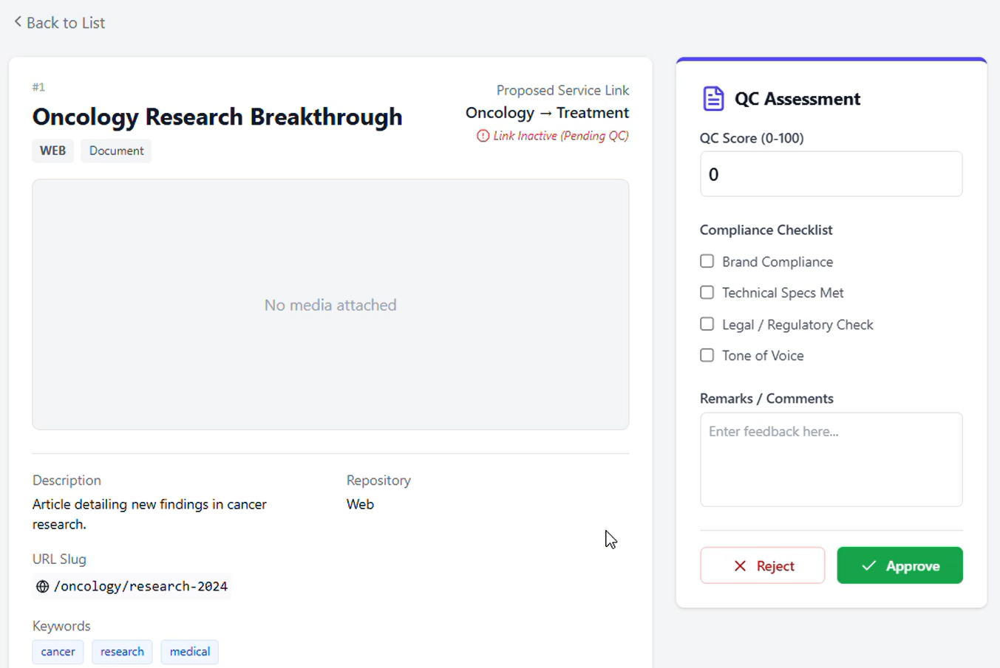 Back to List
#1
Oncology Research Breakthrough
WEB
Document
Proposed Service Link
Oncology → Treatment
Link Inactive (Pending QC)
No media attached
Description
Article detailing new findings in cancer
research.
Repository
Web
URL Slug
/oncology/research-2024
Keywords
cancer
research
medical
QC Assessment
QC Score (0-100)
0
Compliance Checklist
Brand Compliance
Technical Specs Met
Legal / Regulatory Check
Tone of Voice
Remarks / Comments
Enter feedback here...
Reject
Approve